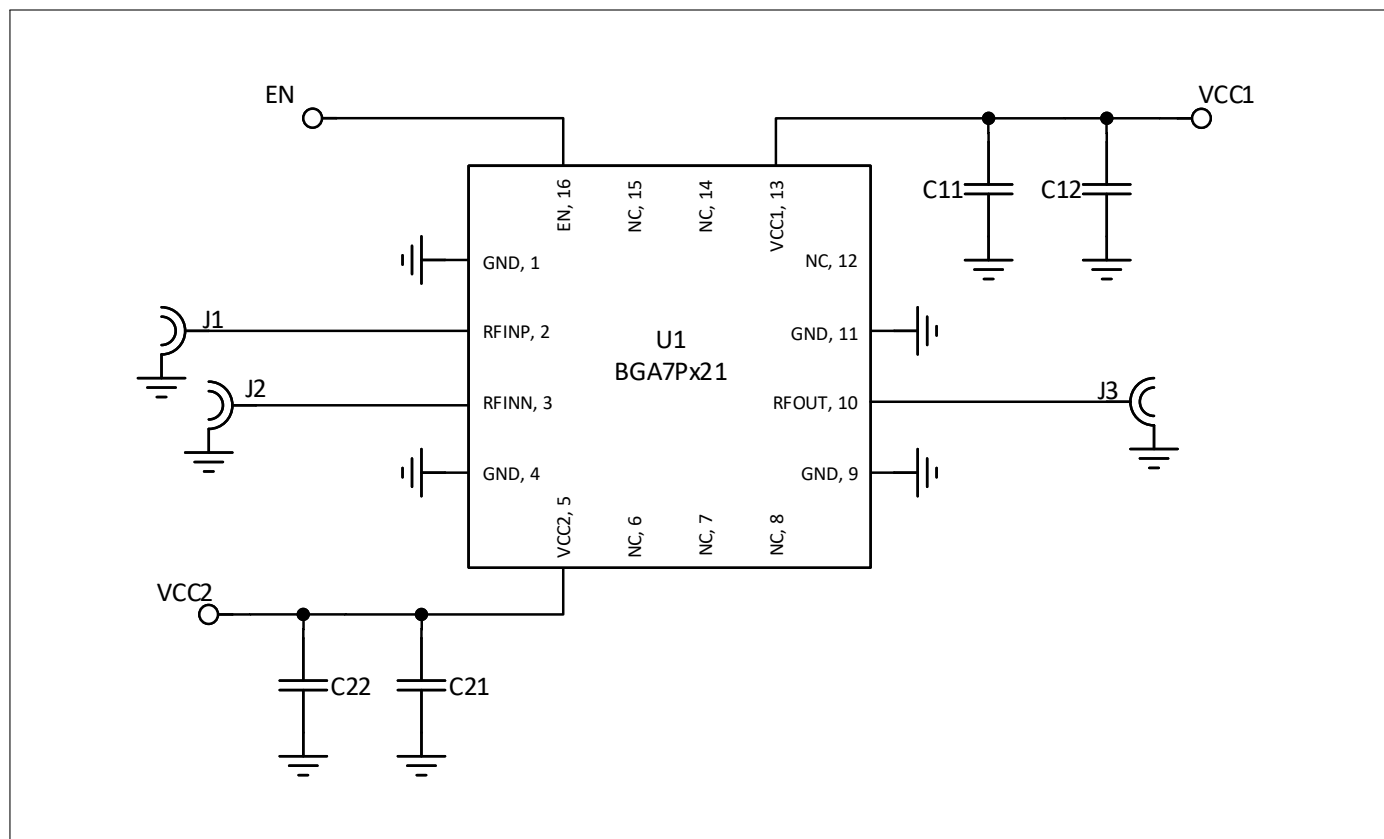 EN
VCC1
EN, 16
NC, 15
NC, 14
VCC1, 13
C11
C12
GND, 1
NC, 12
J1
RFINP, 2
U1
BGA7Px21
GND, 11
J2
RFINN, 3
RFOUT, 10
J3
GND, 4
GND, 9
VCC2, 5
NC, 6
NC, 7
NC, 8
VCC2
C22
C21